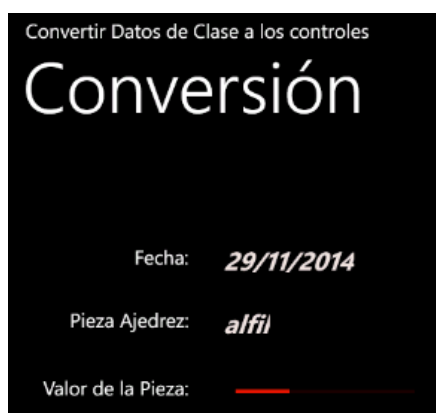 Convertir Datos de Clase a los controles
Conversión
Fecha: 29/11/2014
Pieza Ajedrez: alfil
Valor de la Pieza: